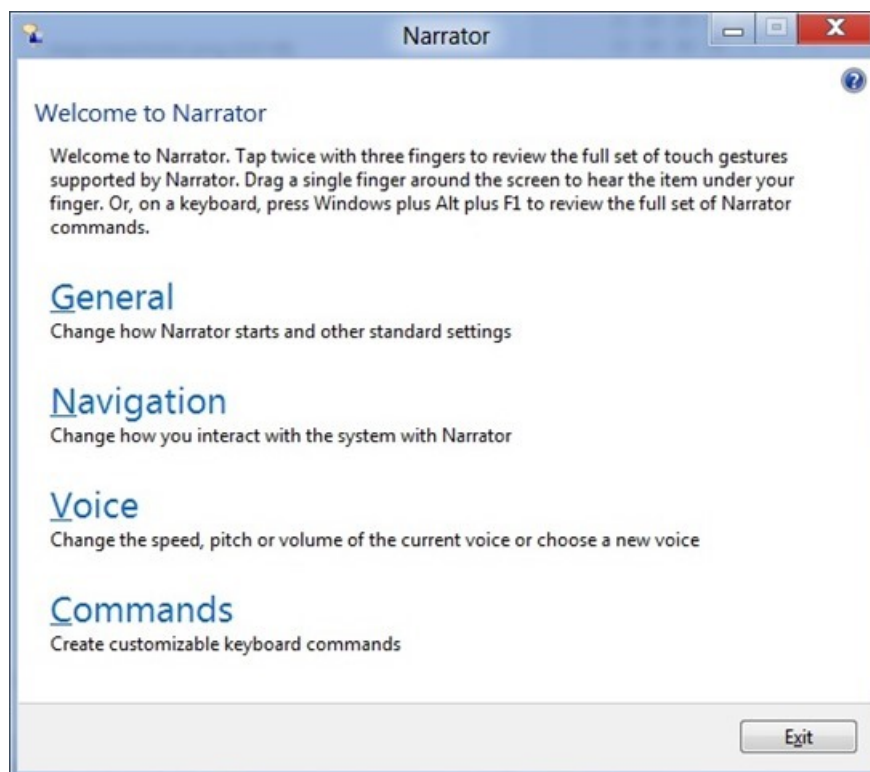 Narrator
Welcome to Narrator
Welcome to Narrator. Tap twice with three fingers to review the full set of touch gestures
supported by Narrator. Drag a single finger around the screen to hear the item under your
finger. Or, on a keyboard, press Windows plus Alt plus F1 to review the full set of Narrator
commands.
General
Change how Narrator starts and other standard settings
Navigation
Change how you interact with the system with Narrator
Voice
Change the speed, pitch or volume of the current voice or choose a new voice
Commands
Create customizable keyboard commands
Exit